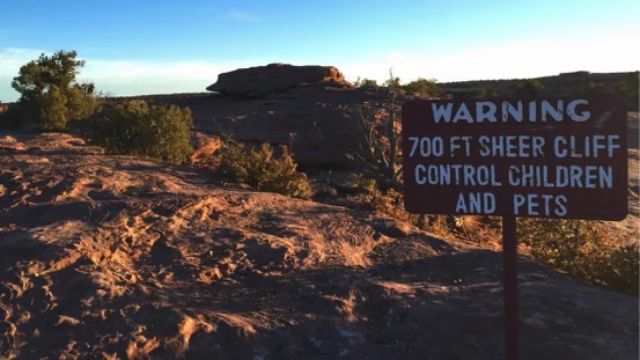 WARNING
700 FT SHEER CLIFF
CONTROL CHILDREN
AND PETS